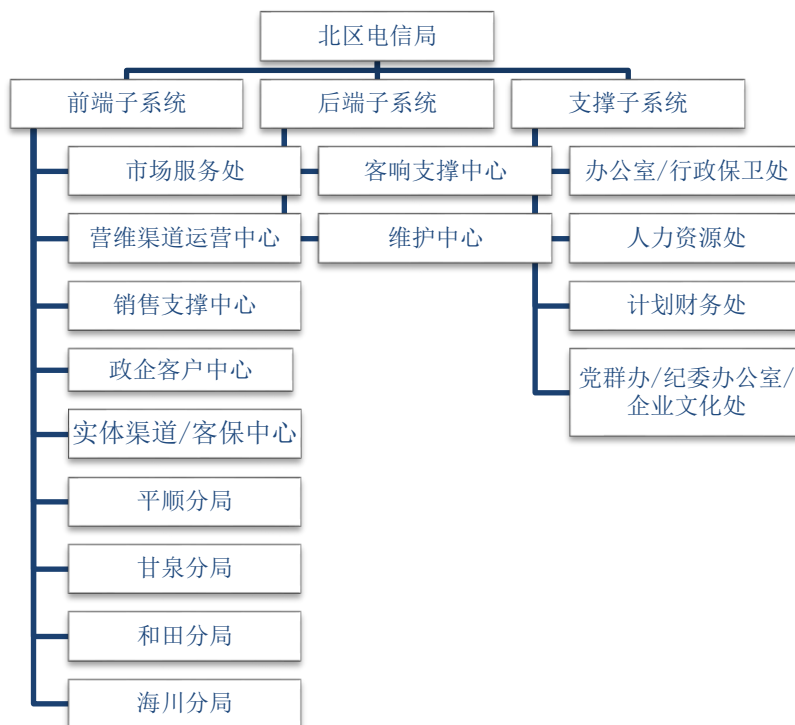 北区电信局
前端子系统
后端子系统
支撑子系统
市场服务处
客响支撑中心
办公室/行政保卫处
营维渠道运营中心
维护中心
人力资源处
销售支撑中心
计划财务处
政企客户中心
党群办/纪委办公室/
企业文化处
实体渠道/客保中心
平顺分局
甘泉分局
和田分局
海川分局